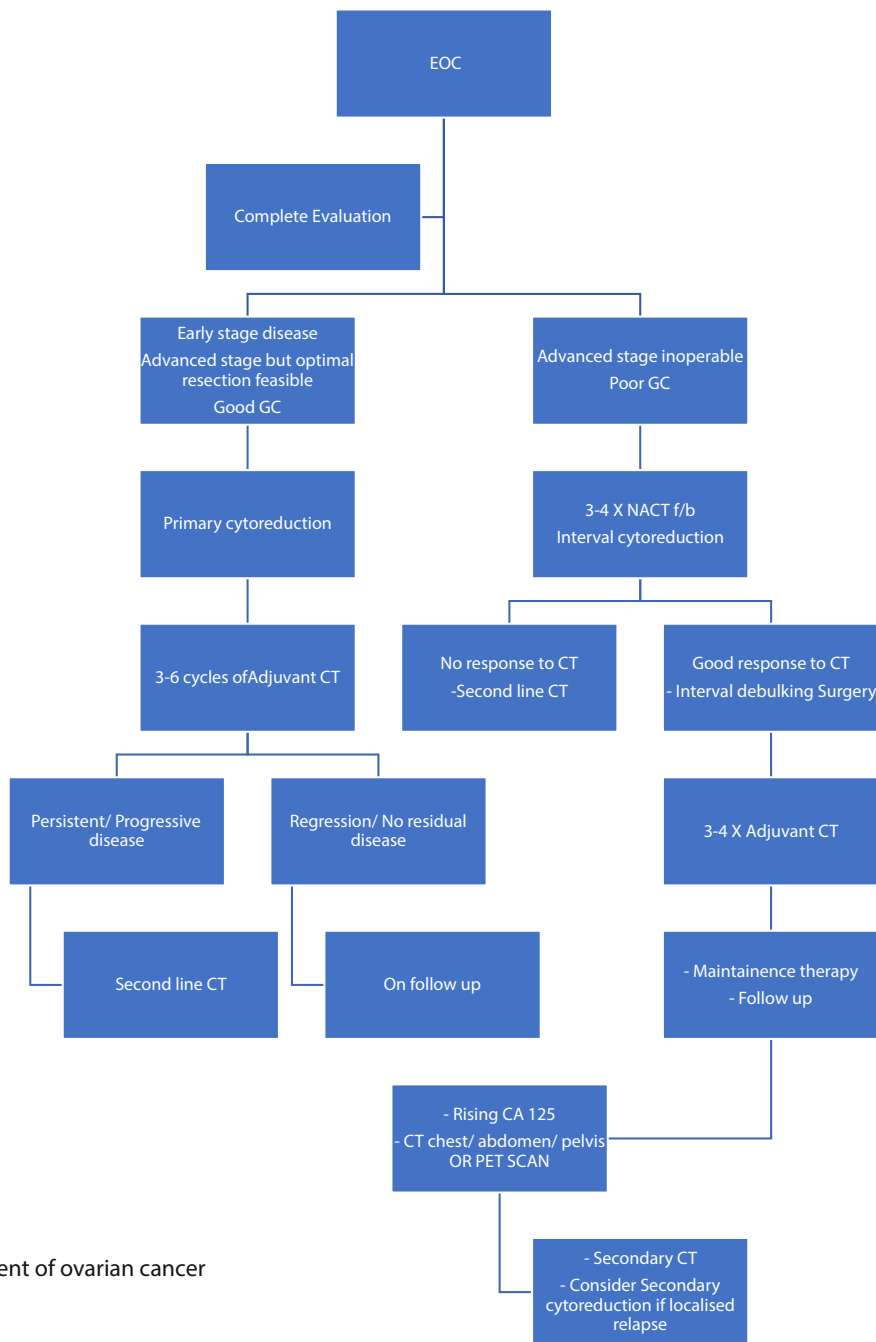 EOC
Complete Evaluation
Early stage disease
Advanced stage but optimal
resection feasible
Good GC
Advanced stage inoperable
Poor GC
Primary cytoreduction
3-4 X NACT f/b
Interval cytoreduction
3-6 cycles ofAdjuvant CT
No response to CT
-Second line CT
Good response to CT
- Interval debulking Surgery
Persistent/ Progressive
disease
Regression/ No residual
disease
3-4 X Adjuvant CT
Second line CT
On follow up
- Maintainence therapy
- Follow up
- Rising CA 125
- CT chest/ abdomen/ pelvis
OR PET SCAN
- Secondary CT
- Consider Secondary
cytoreduction if localised
relapse
ent of ovarian cancer